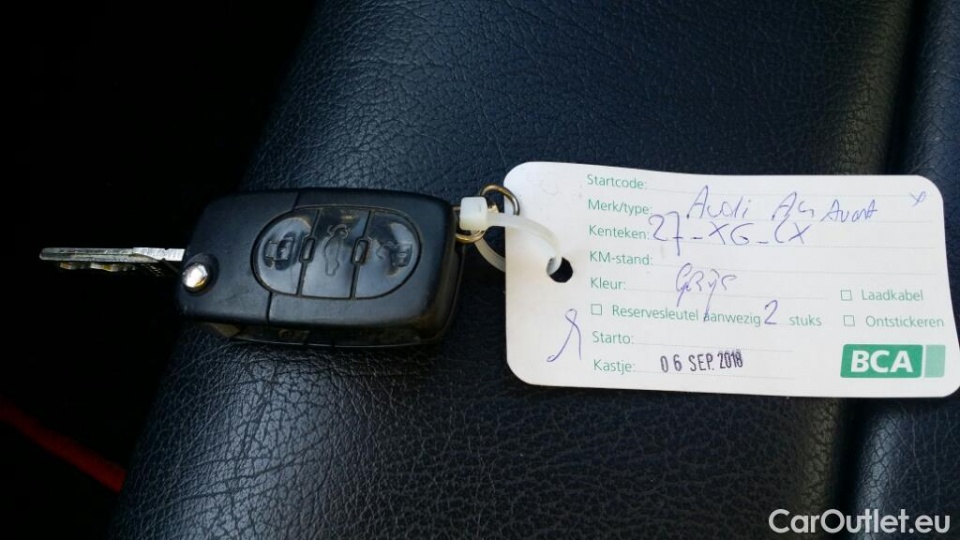 Startcode:
Merk/type: Audi A4 Avant
Kenteken: 27-XG-LX
KM-stand:
Kleur: Grijs
☐ Laadkabel
☐ Reservesleutel aanwezig 2 stuks
☐ Ontstickeren
Starto:
Kastje: 06 SEP. 2018
BCA
CarOutlet.eu